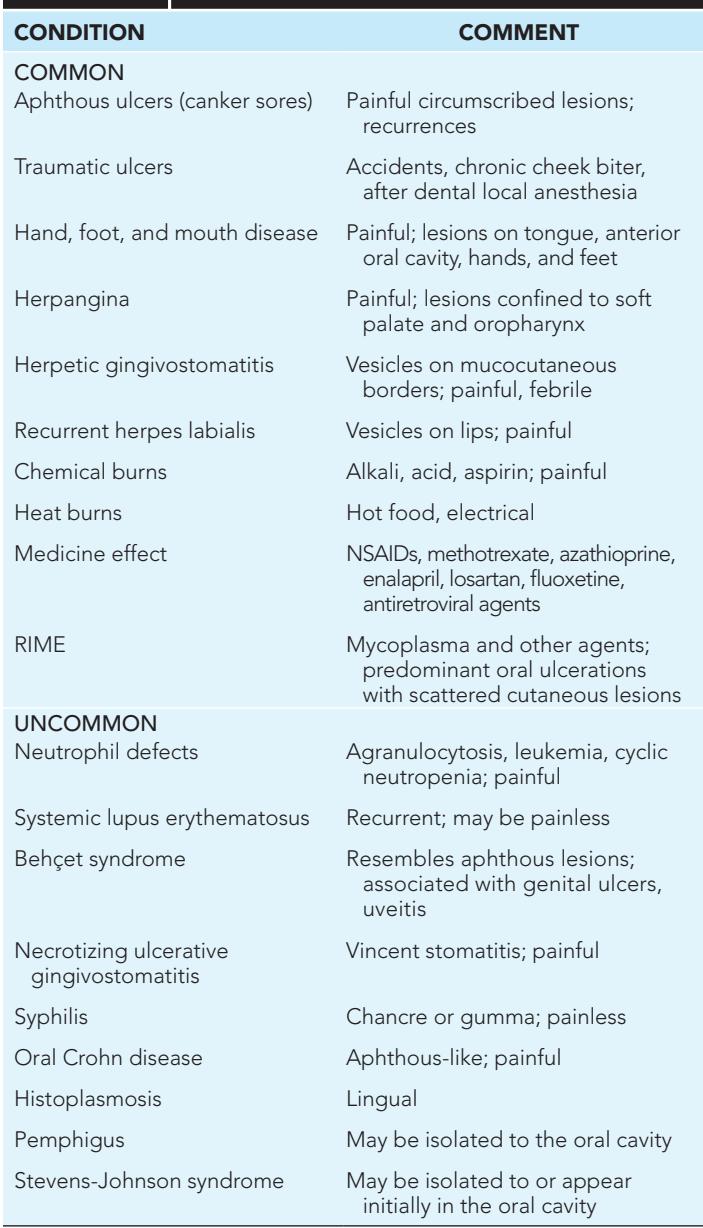 CONDITION COMMENT
COMMON
Aphthous ulcers (canker sores) Painful circumscribed lesions;
recurrences
Traumatic ulcers Accidents, chronic cheek biter,
after dental local anesthesia
Hand, foot, and mouth disease Painful; lesions on tongue, anterior
oral cavity, hands, and feet
Herpangina Painful; lesions confined to soft
palate and oropharynx
Herpetic gingivostomatitis Vesicles on mucocutaneous
borders; painful, febrile
Recurrent herpes labialis Vesicles on lips; painful
Chemical burns Alkali, acid, aspirin; painful
Heat burns Hot food, electrical
Medicine effect NSAIDs, methotrexate, azathioprine,
enalapril, losartan, fluoxetine,
antiretroviral agents
RIME Mycoplasma and other agents;
predominant oral ulcerations
with scattered cutaneous lesions
UNCOMMON
Neutrophil defects Agranulocytosis, leukemia, cyclic
neutropenia; painful
Systemic lupus erythematosus Recurrent; may be painless
Behçet syndrome Resembles aphthous lesions;
associated with genital ulcers,
uveitis
Necrotizing ulcerative Vincent stomatitis; painful
gingivostomatitis
Syphilis Chancre or gumma; painless
Oral Crohn disease Aphthous-like; painful
Histoplasmosis Lingual
Pemphigus May be isolated to the oral cavity
Stevens-Johnson syndrome May be isolated to or appear
initially in the oral cavity